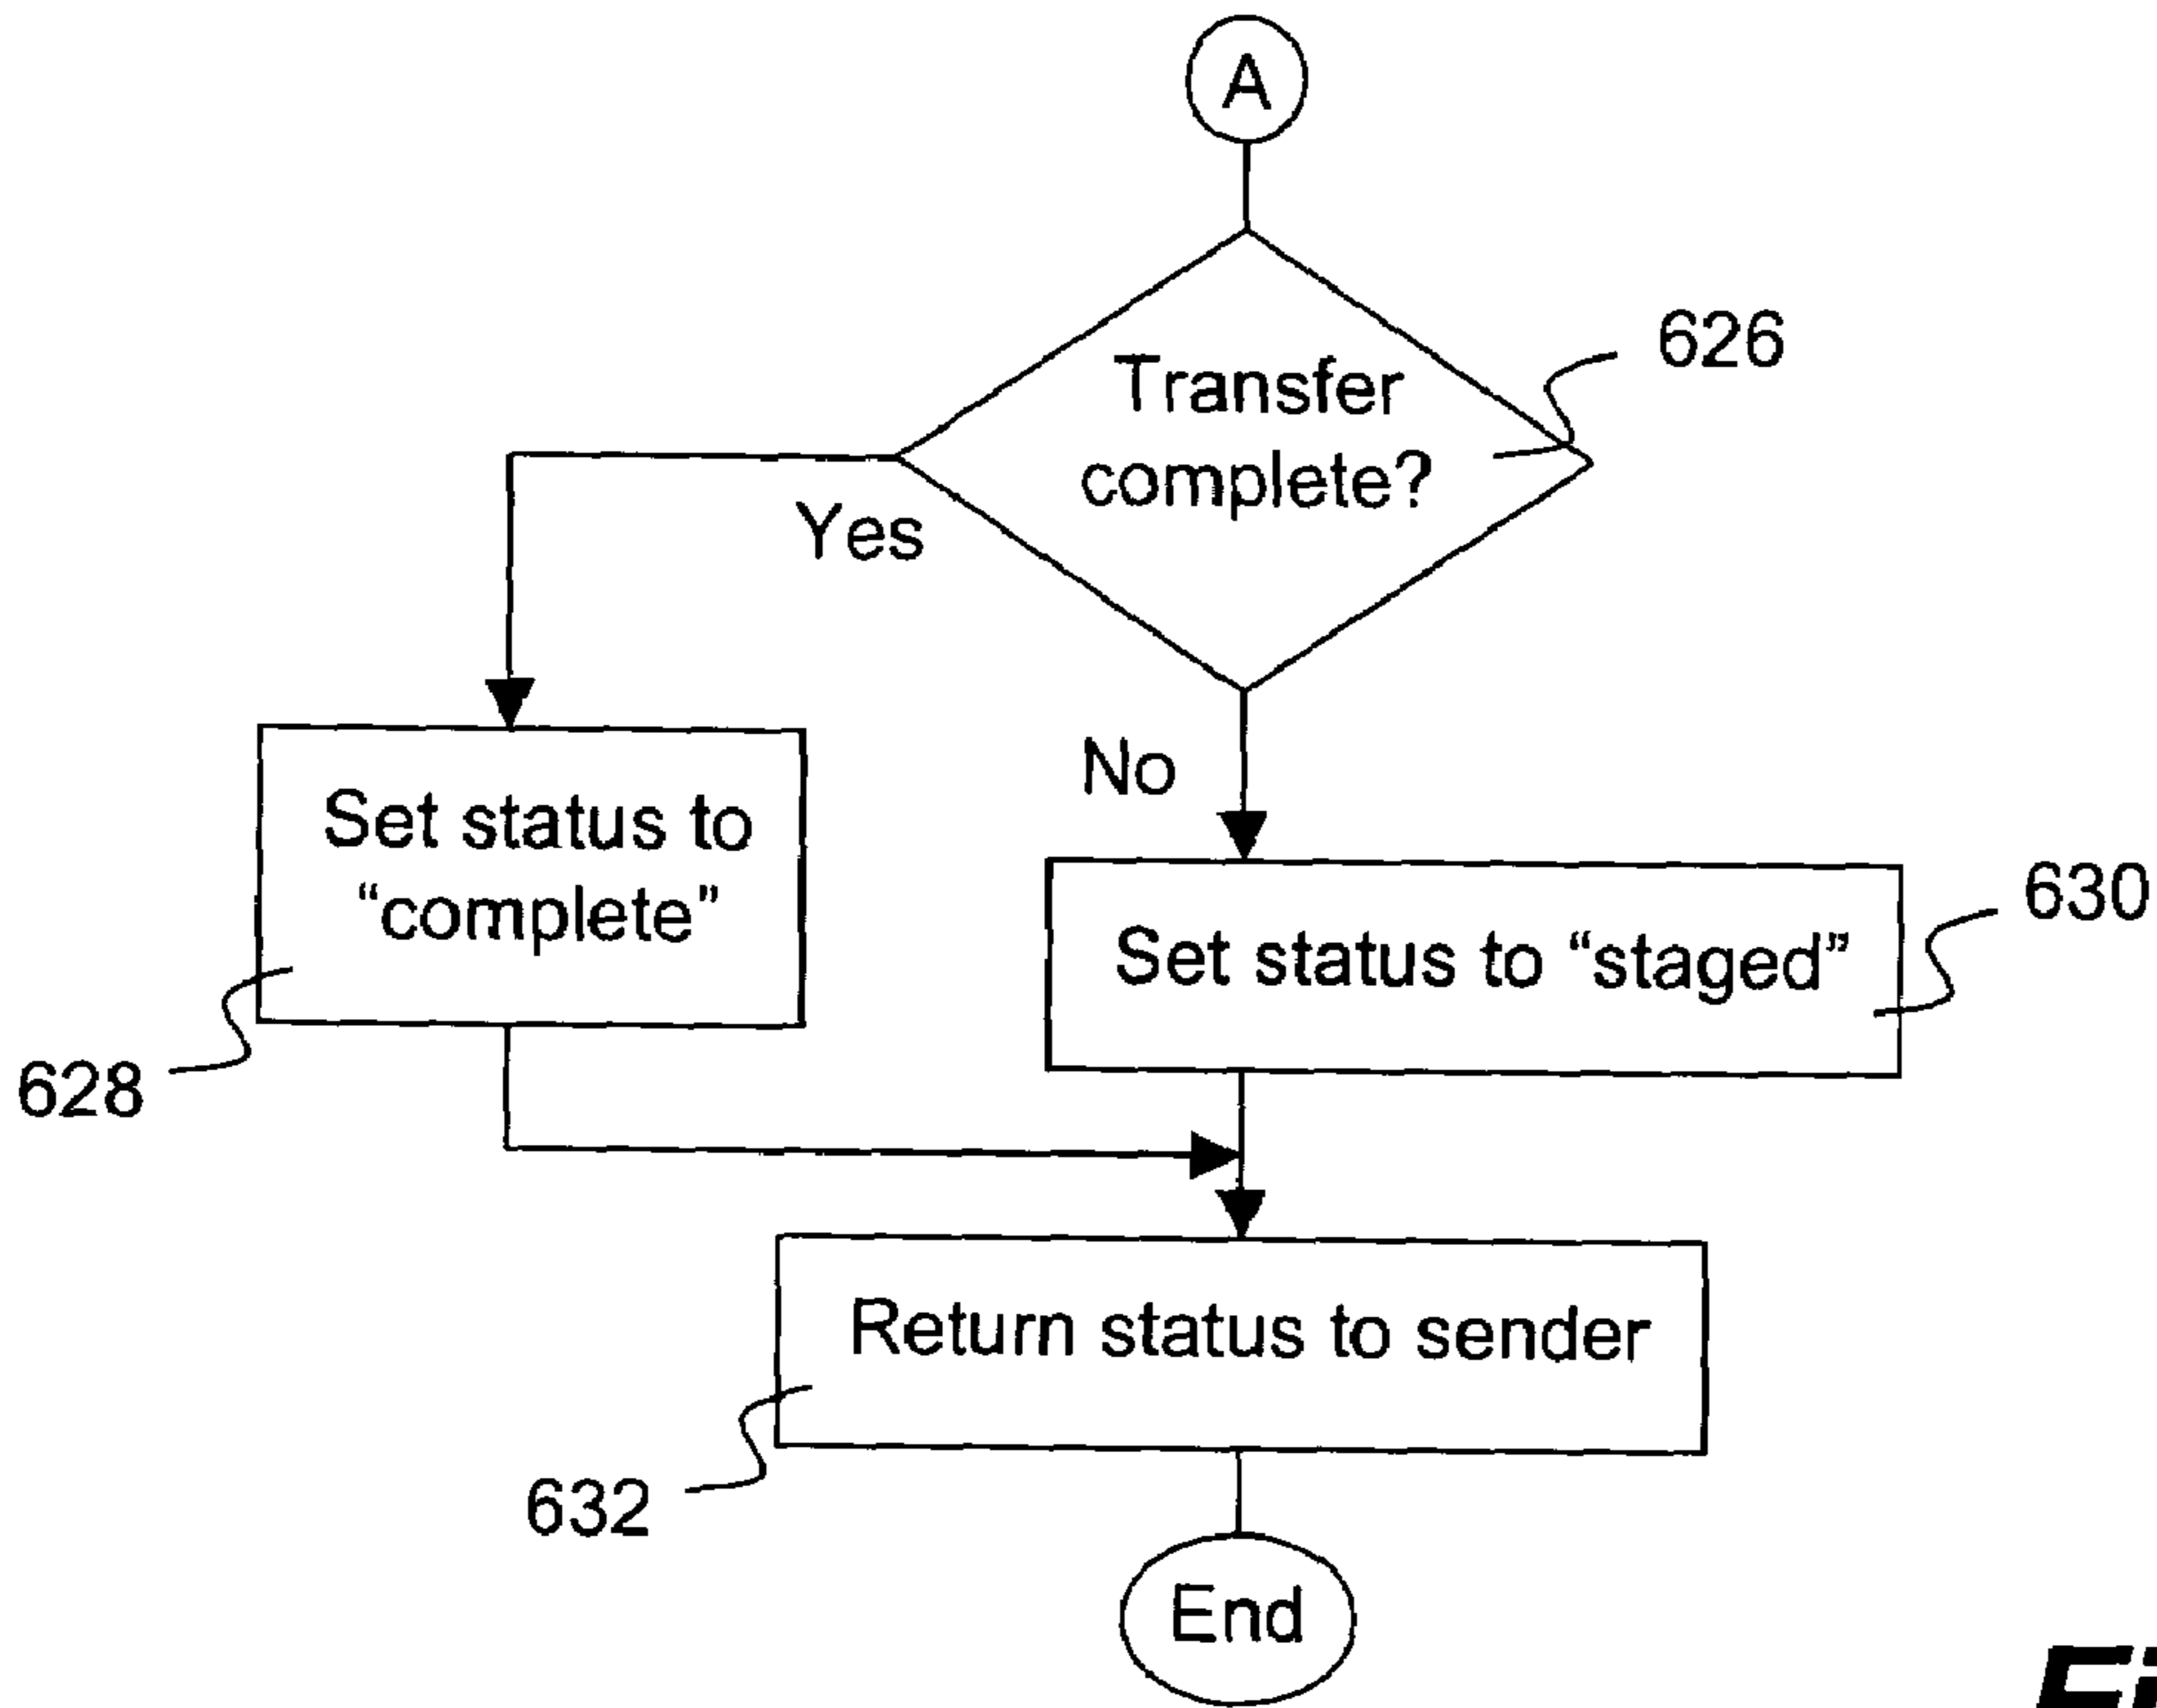 A
626
Transfer
complete?
Yes
No
Set status to
“complete”
628
Set status to “staged”
630
Return status to sender
632
End